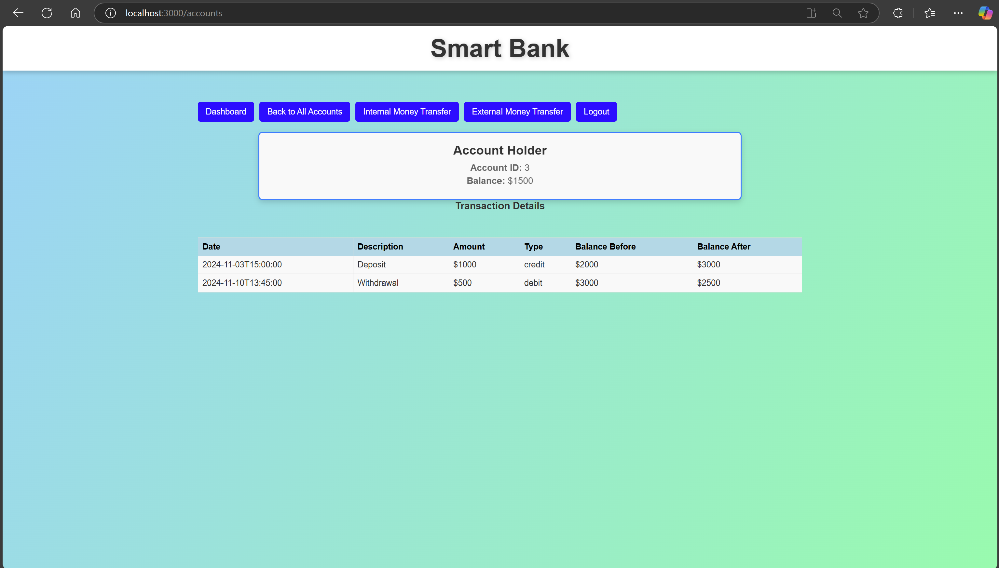 localhost:3000/accounts
Smart Bank
Dashboard Back to All Accounts Internal Money Transfer External Money Transfer Logout
Account Holder
Account ID: 3
Balance: $1500
Transaction Details
Date Description Amount Type Balance Before Balance After
2024-11-03T15:00:00 Deposit $1000 credit $2000 $3000
2024-11-10T13:45:00 Withdrawal $500 debit $3000 $2500